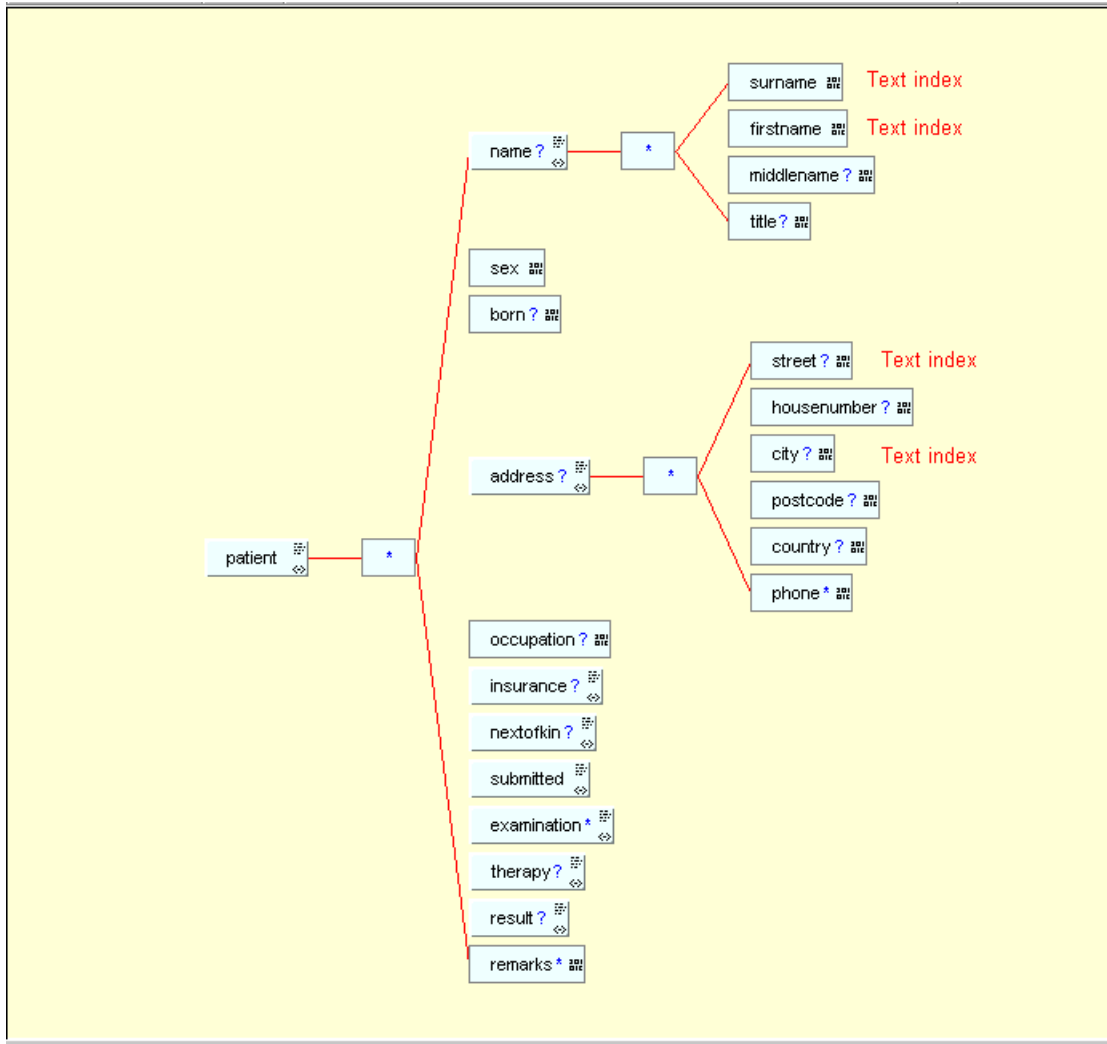 surname Text index
firstname Text index
name? *
middlename?
title?
sex
born?
street? Text index
housenumber?
city? Text index
address? *
postcode?
country?
patient *
phone*
occupation?
insurance?
nextofkin?
submitted
examination*
therapy?
result?
remarks*